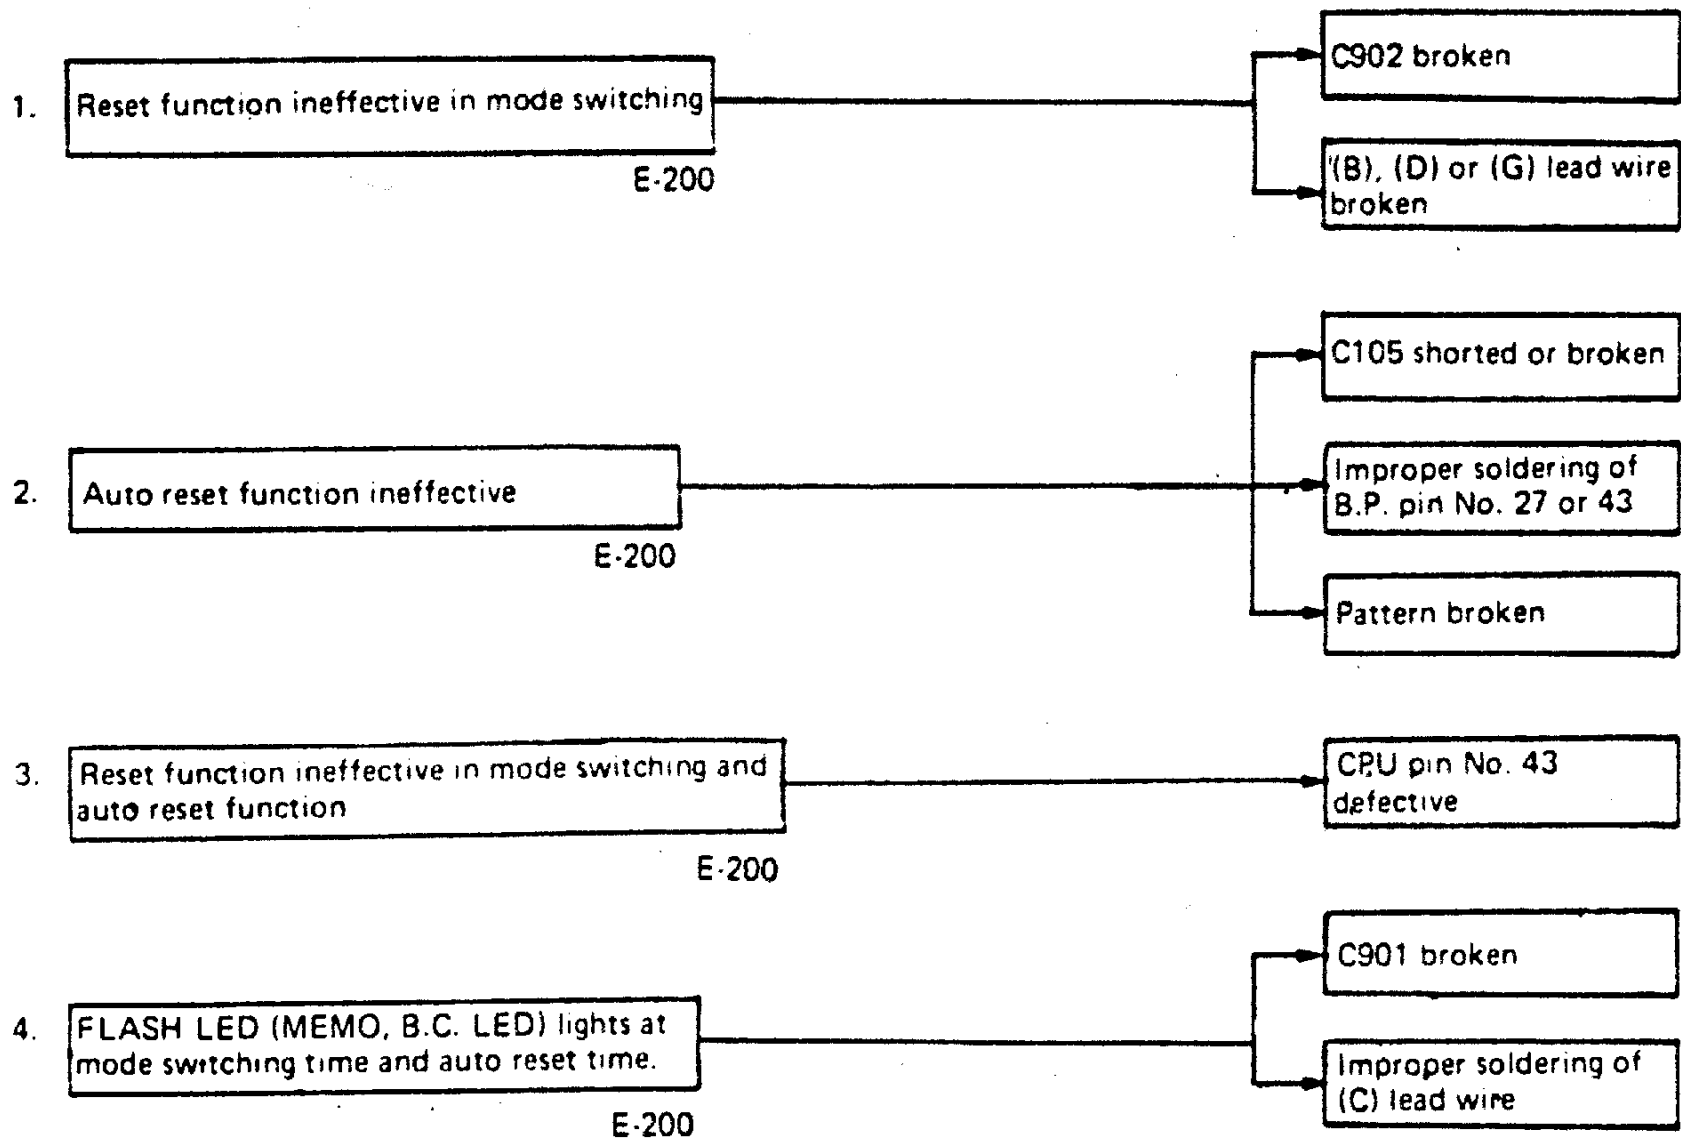 C902 broken
1. Reset function ineffective in mode switching
(B), (D) or (G) lead wire
broken
E-200
C105 shorted or broken
2. Auto reset function ineffective
Improper soldering of
B.P. pin No. 27 or 43
E-200
Pattern broken
3. Reset function ineffective in mode switching and
auto reset function
CPU pin No. 43
defective
E-200
C901 broken
4. FLASH LED (MEMO, B.C. LED) lights at
mode switching time and auto reset time.
Improper soldering of
(C) lead wire
E-200